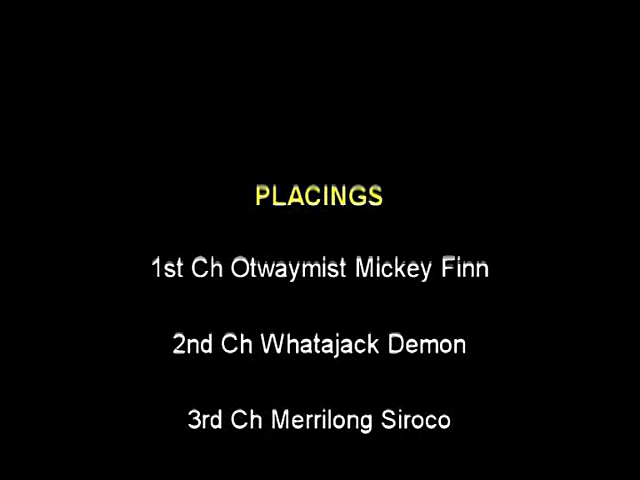 PLACINGS
1st Ch Otwaymist Mickey Finn
2nd Ch Whatajack Demon
3rd Ch Merrilong Siroco